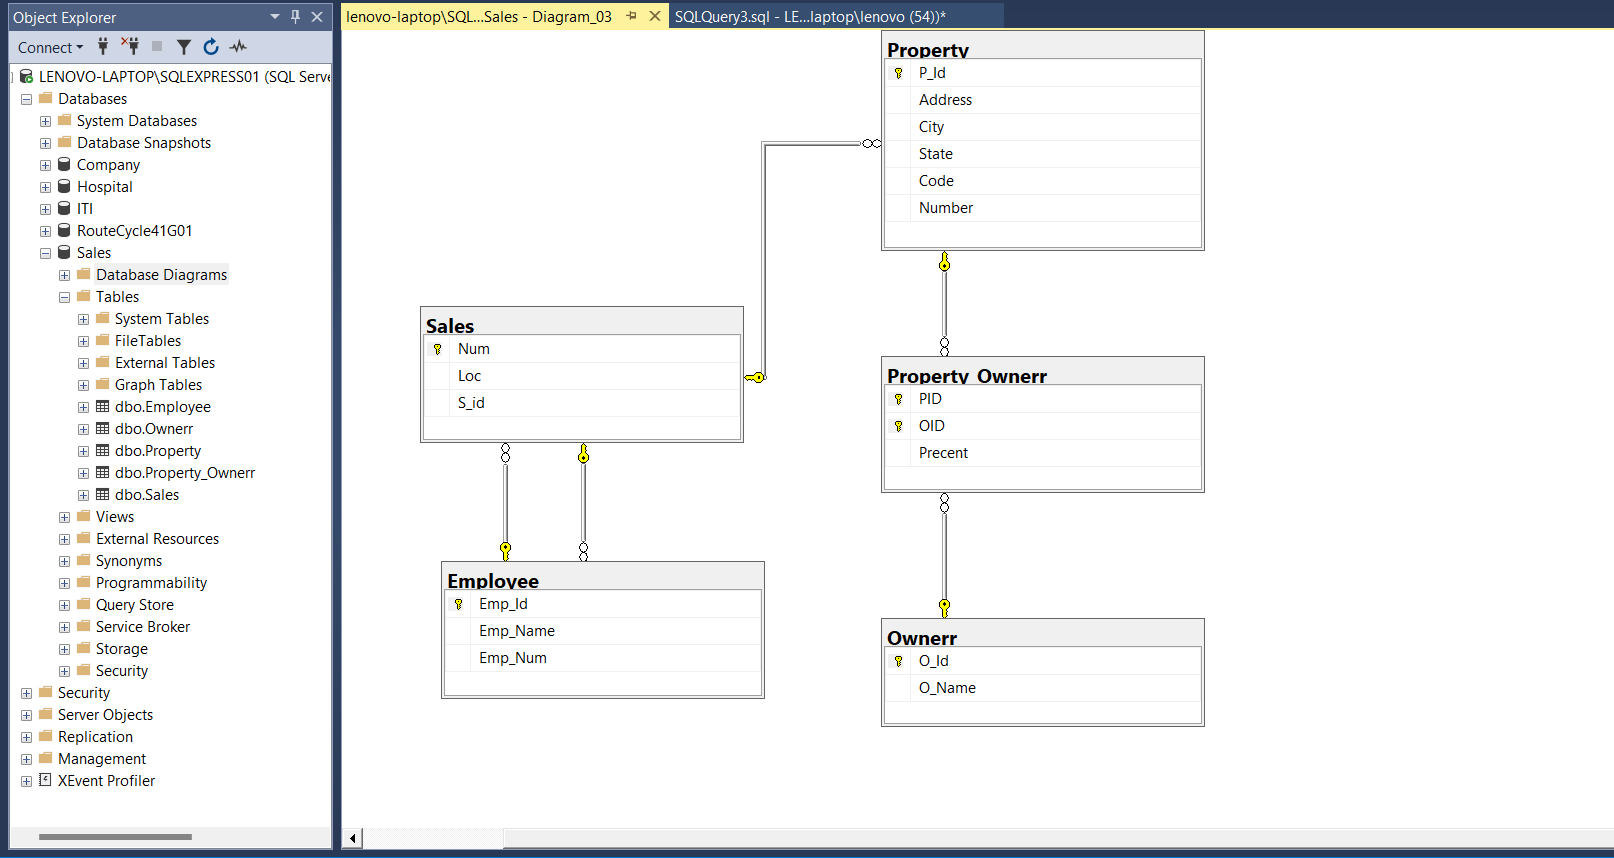 Object Explorer
Connect
LENOVO-LAPTOP\SQLEXPRESS01 (SQL Serve
Databases
System Databases
Database Snapshots
Company
Hospital
ITI
RouteCycle41G01
Sales
Database Diagrams
Tables
System Tables
FileTables
External Tables
Graph Tables
dbo.Employee
dbo.Ownerr
dbo.Property
dbo.Property_Ownerr
dbo.Sales
Views
External Resources
Synonyms
Programmability
Query Store
Service Broker
Storage
Security
Security
Server Objects
Replication
Management
XEvent Profiler
lenovo-laptop\SQL...Sales - Diagram_03
SQLQuery3.sql - LE...laptop\lenovo (54))*
Property
P_Id
Address
City
State
Code
Number
Sales
Num
Loc
S_id
Property_Ownerr
PID
OID
Precent
Employee
Emp_Id
Emp_Name
Emp_Num
Ownerr
O_Id
O_Name